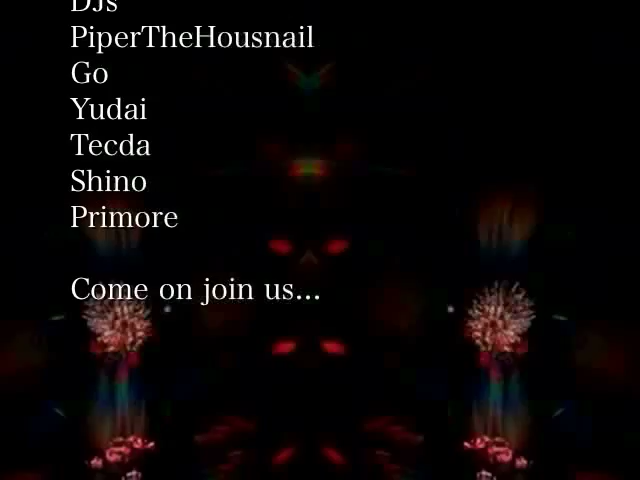 DJs
PiperTheHousnail
Go
Yudai
Tecda
Shino
Primore
Come on join us...